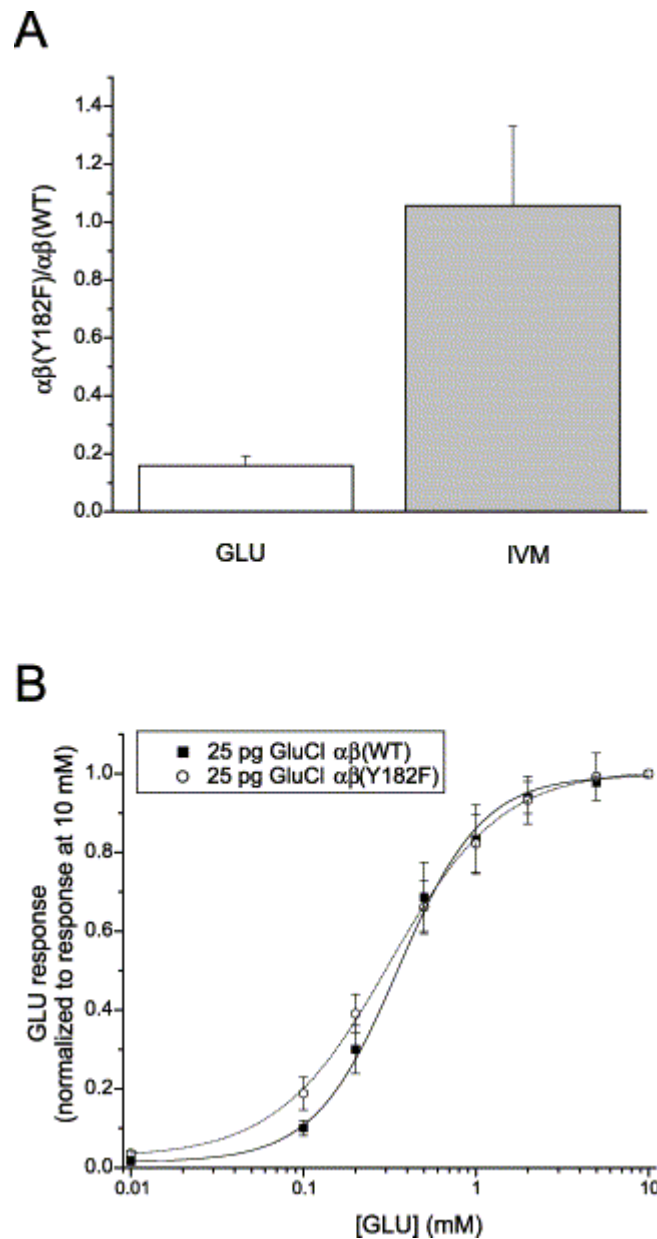 A
αβ(Y182F)/αβ(WT)
1.4
1.2
1.0
0.8
0.6
0.4
0.2
0.0
GLU IVM
B
25 pg GluCl αβ(WT)
25 pg GluCl αβ(Y182F)
GLU response
(normalized to response at 10 mM)
1.0
0.8
0.6
0.4
0.2
0.0
0.01 0.1 1 10
[GLU] (mM)